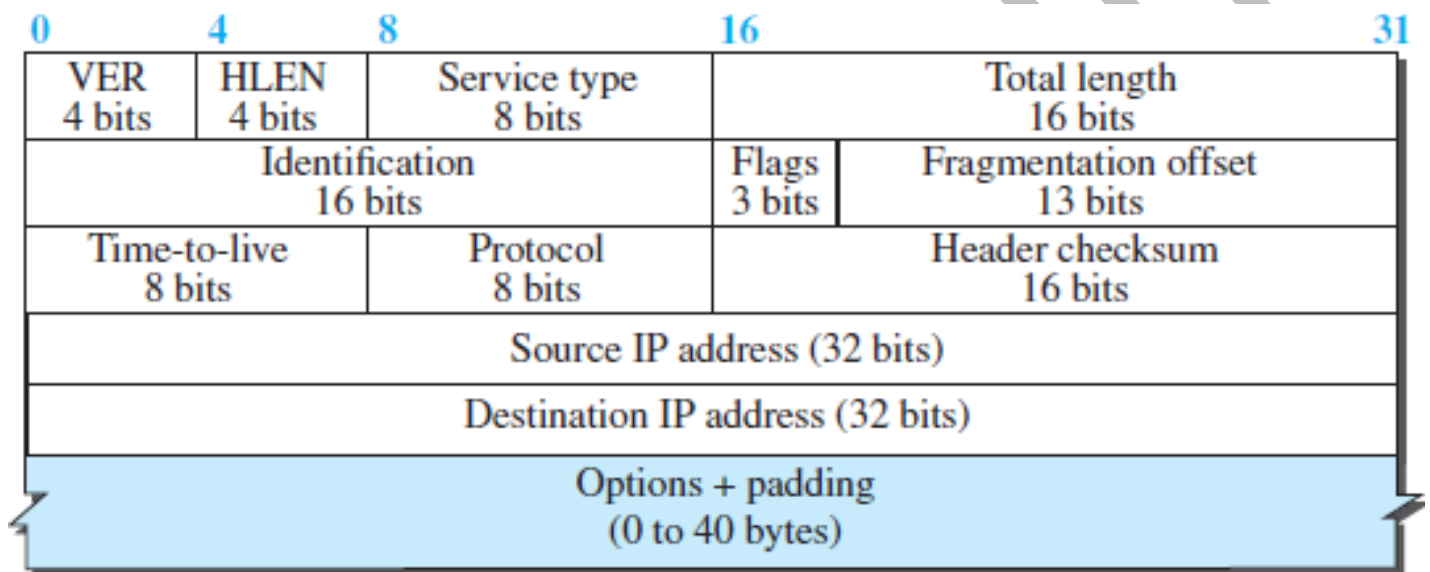 0 4 8 16 31
VER HLEN Service type Total length
4 bits 4 bits 8 bits 16 bits
Identification Flags Fragmentation offset
16 bits 3 bits 13 bits
Time-to-live Protocol Header checksum
8 bits 8 bits 16 bits
Source IP address (32 bits)
Destination IP address (32 bits)
Options + padding
(0 to 40 bytes)